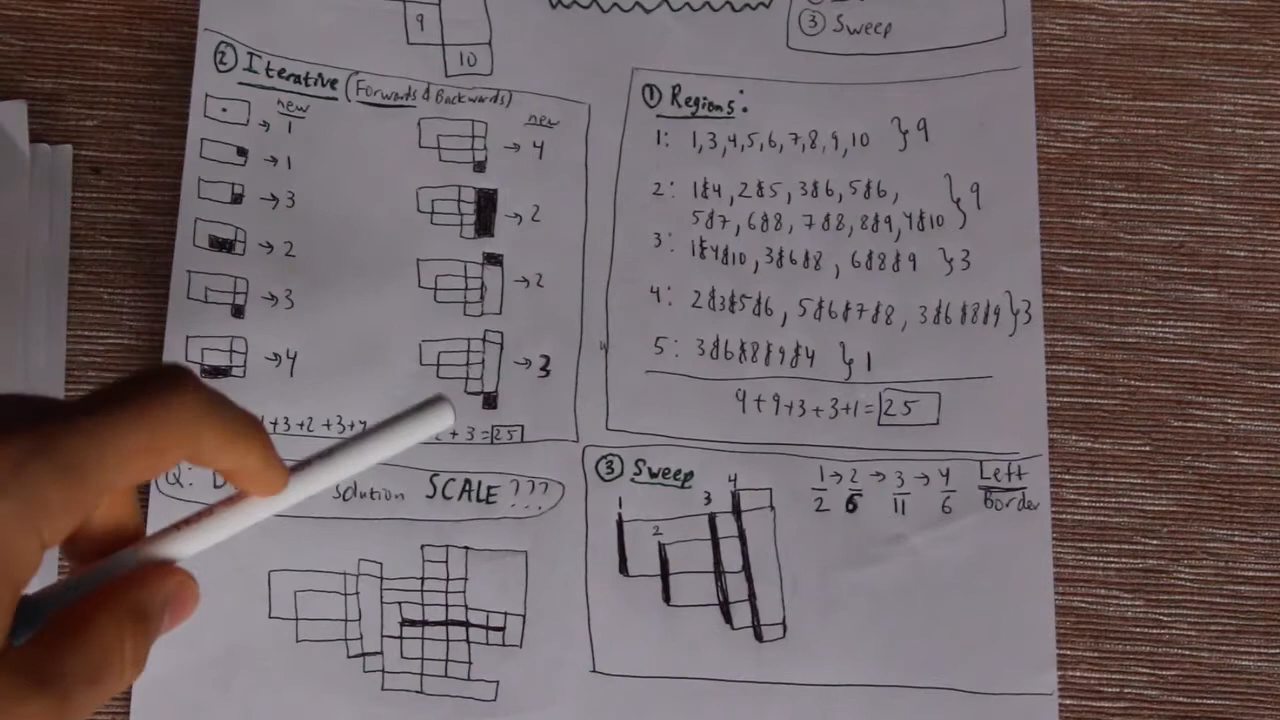 9
10
③ Sweep
② Iterative (Forwards & Backwards)
new
→ 1
→ 1
→ 3
→ 2
→ 3
→ 4
new
→ 4
→ 2
→ 2
→ 3
1+3+2+3+4
2+3=25
① Regions:
1: 1,3,4,5,6,7,8,9,10 } 9
2: 1&4, 2&5, 3&6, 5&6,
5&7, 6&8, 7&8, 8&9, 4&10 } 9
3: 1&4&10, 3&6&8, 6&8&9 } 3
4: 2&3&5&6, 5&6&7&8, 3&6&8&9 } 3
5: 3&6&8&9&4 } 1
9+9+3+3+1=25
Q: D
solution SCALE???
③ Sweep
1 2 3 4
1 → 2 → 3 → 4 Left
2 6 11 6 Border